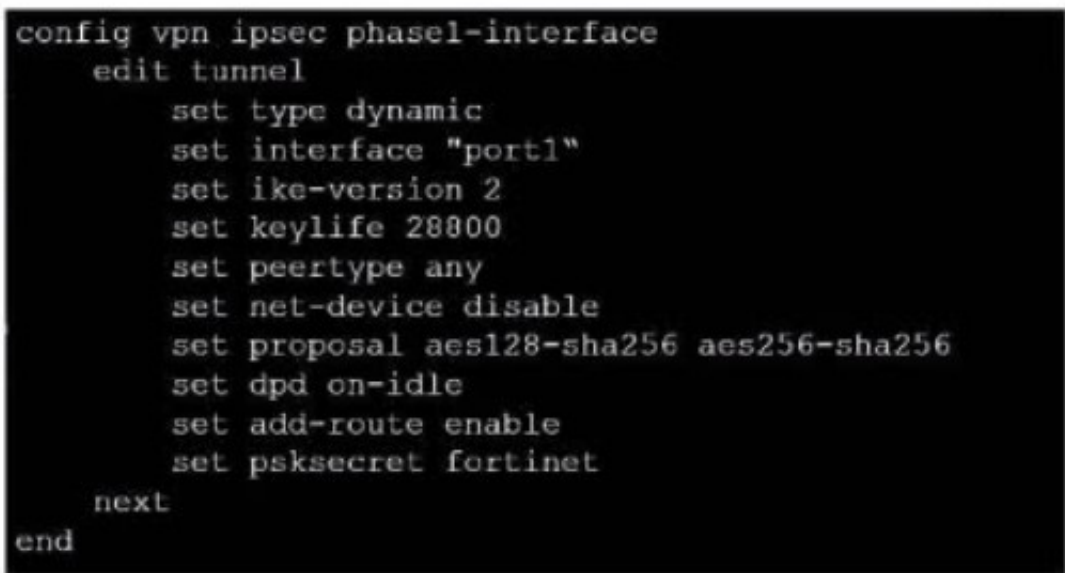 config vpn ipsec phase1-interface
edit tunnel
set type dynamic
set interface "port1"
set ike-version 2
set keylife 28800
set peertype any
set net-device disable
set proposal aes128-sha256 aes256-sha256
set dpd on-idle
set add-route enable
set psksecret fortinet
next
end